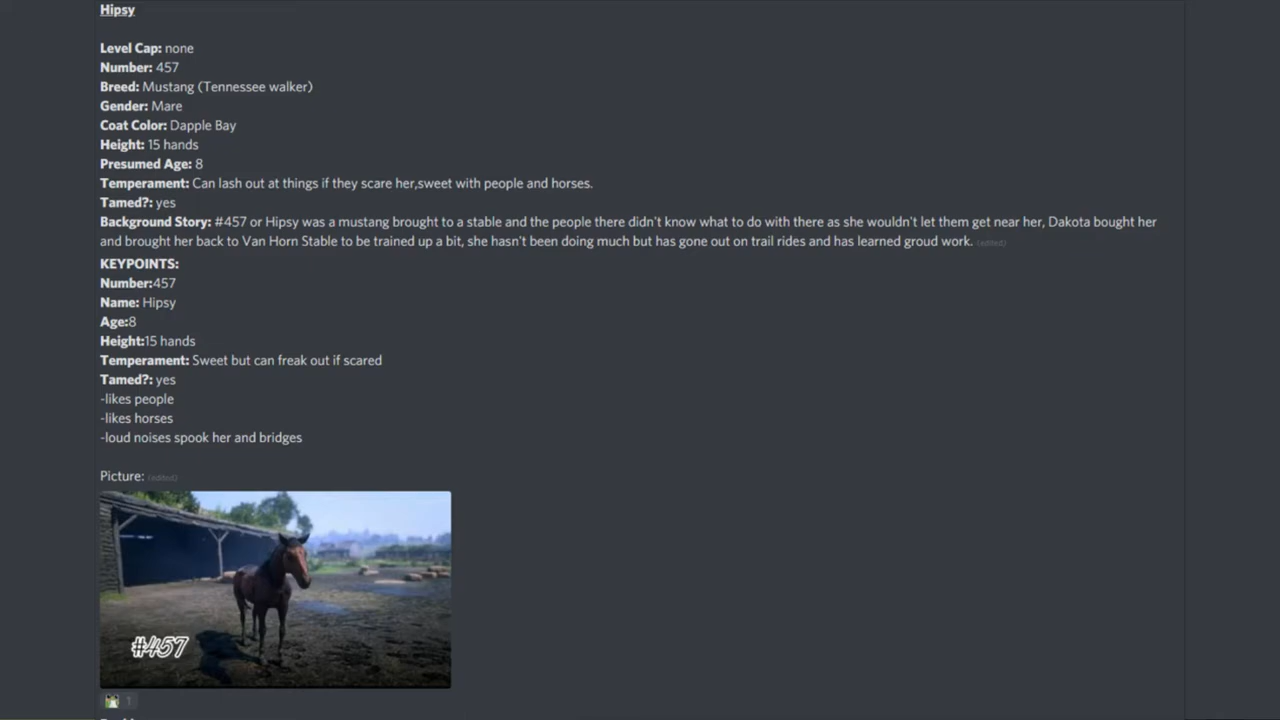 Hipsy
Level Cap: none
Number: 457
Breed: Mustang (Tennessee walker)
Gender: Mare
Coat Color: Dapple Bay
Height: 15 hands
Presumed Age: 8
Temperament: Can lash out at things if they scare her,sweet with people and horses.
Tamed?: yes
Background Story: #457 or Hipsy was a mustang brought to a stable and the people there didn't know what to do with there as she wouldn't let them get near her, Dakota bought her
and brought her back to Van Horn Stable to be trained up a bit, she hasn't been doing much but has gone out on trail rides and has learned groud work. (edited)
KEYPOINTS:
Number:457
Name: Hipsy
Age:8
Height:15 hands
Temperament: Sweet but can freak out if scared
Tamed?: yes
-likes people
-likes horses
-loud noises spook her and bridges
Picture: (edited)
#457
1